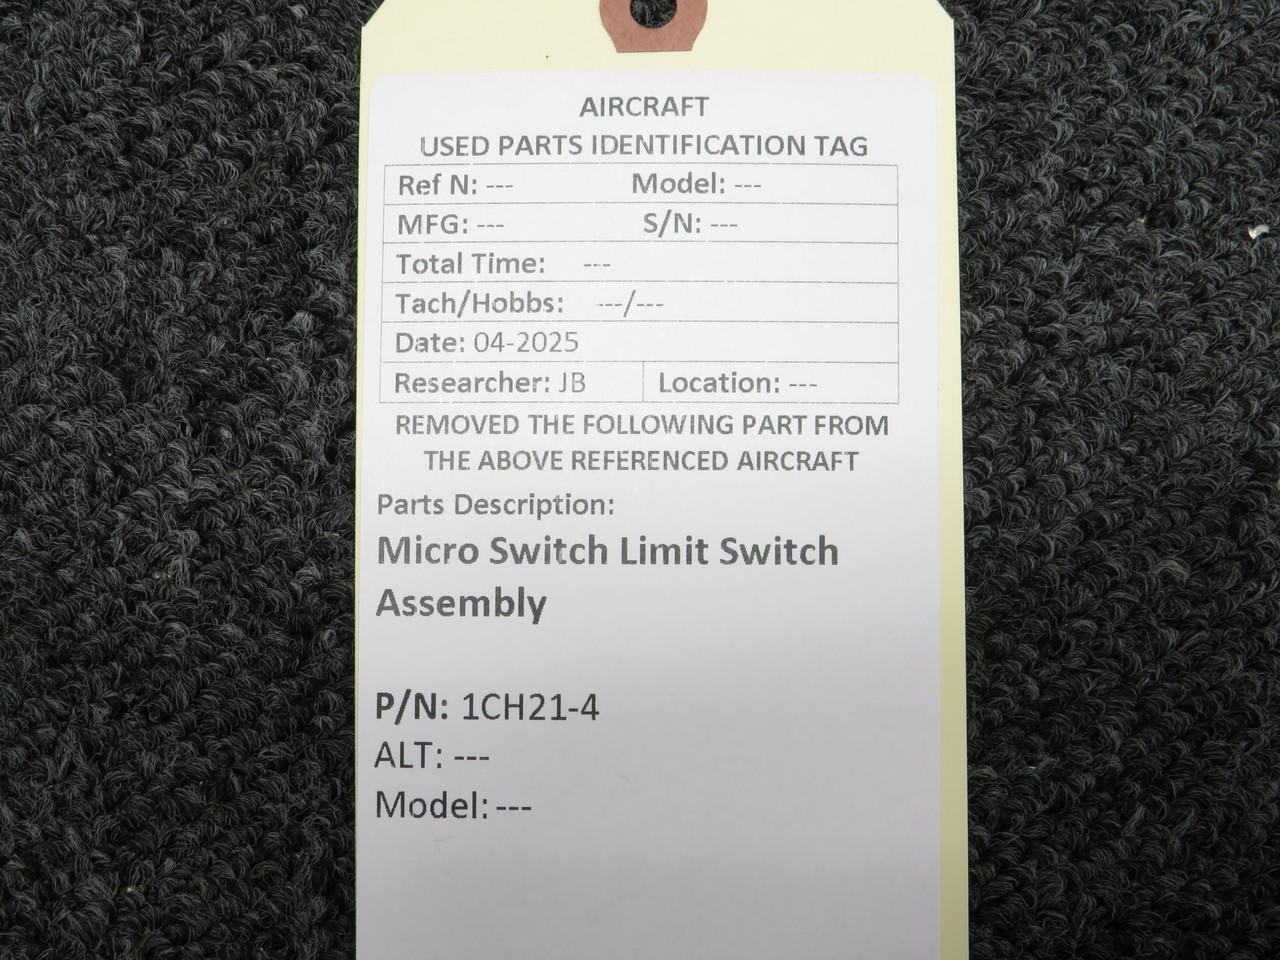 AIRCRAFT
USED PARTS IDENTIFICATION TAG
Ref N: --- Model: ---
MFG: --- S/N: ---
Total Time: ---
Tach/Hobbs: ---/---
Date: 04-2025
Researcher: JB Location: ---
REMOVED THE FOLLOWING PART FROM
THE ABOVE REFERENCED AIRCRAFT
Parts Description:
Micro Switch Limit Switch
Assembly
P/N: 1CH21-4
ALT: ---
Model: ---